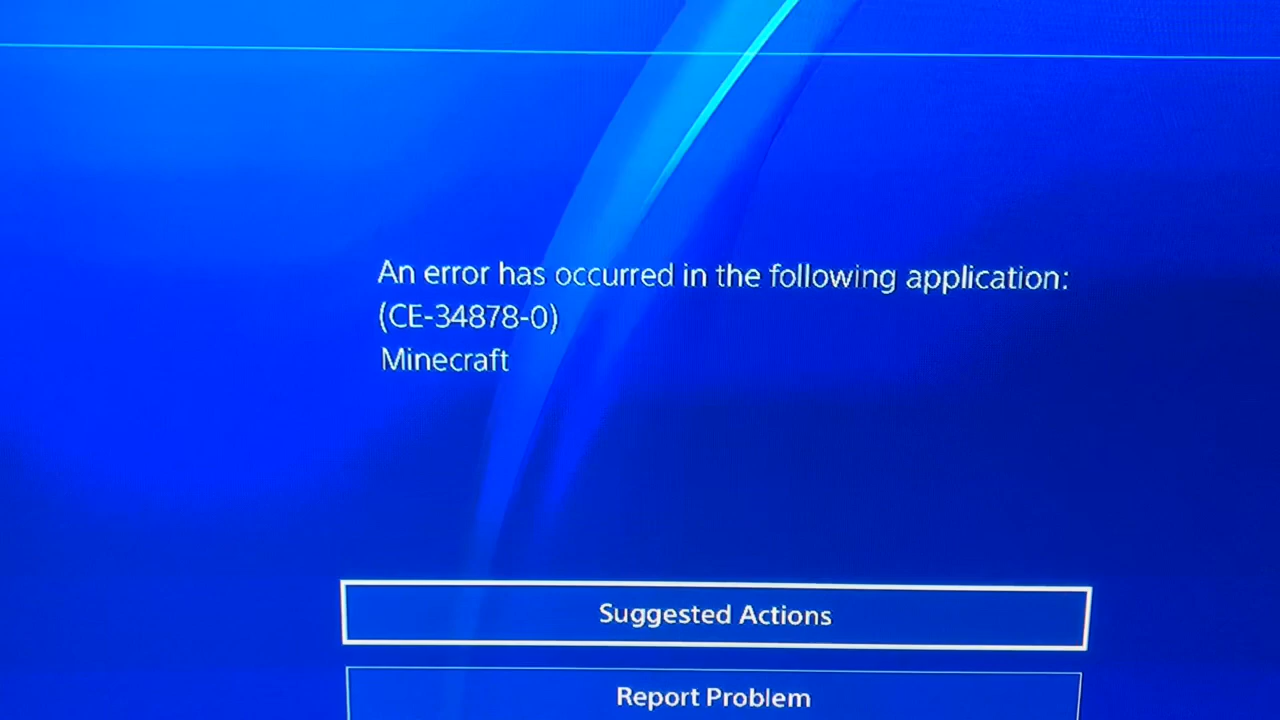 An error has occurred in the following application:
(CE-34878-0)
Minecraft
Suggested Actions
Report Problem